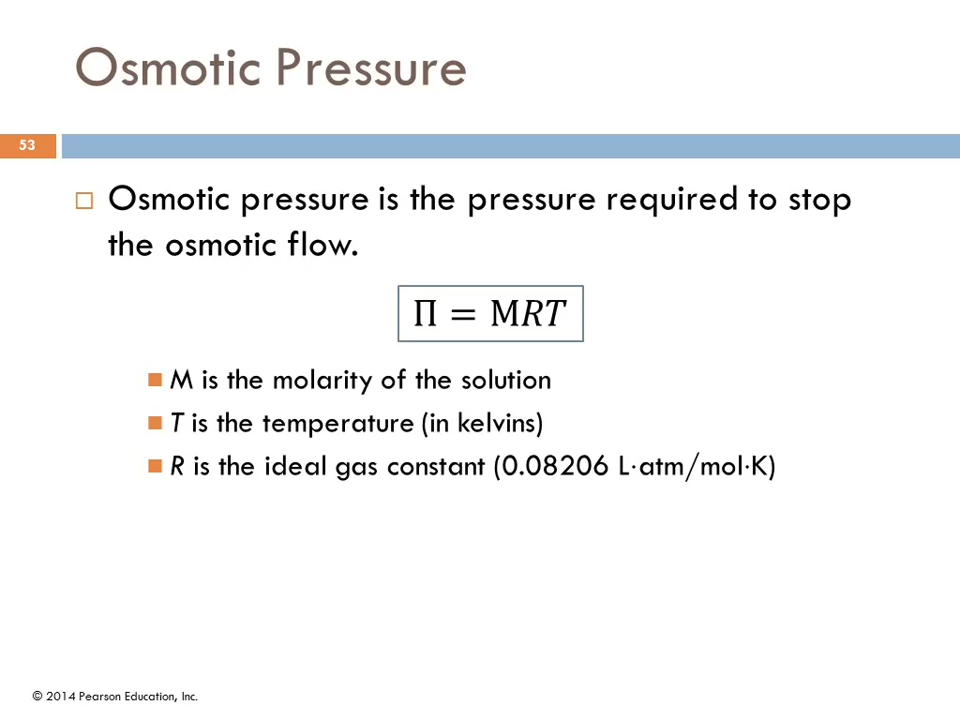 Osmotic Pressure
53
Osmotic pressure is the pressure required to stop
the osmotic flow.
Π = MRT
M is the molarity of the solution
T is the temperature (in kelvins)
R is the ideal gas constant (0.08206 L·atm/mol·K)
© 2014 Pearson Education, Inc.